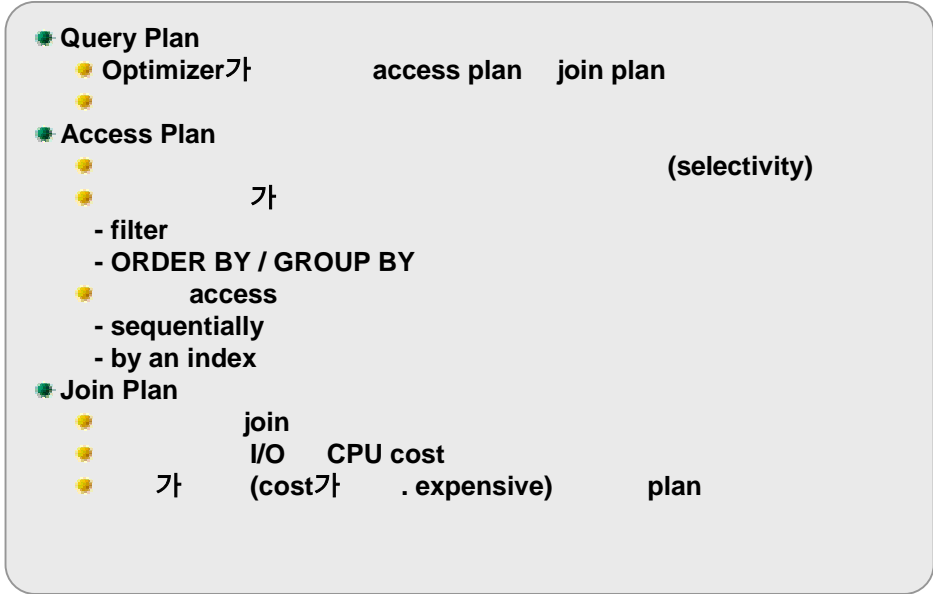 Query Plan
Optimizer가 access plan join plan
Access Plan
(selectivity)
가
- filter
- ORDER BY / GROUP BY
access
- sequentially
- by an index
Join Plan
join
I/O CPU cost
가 (cost가 . expensive) plan